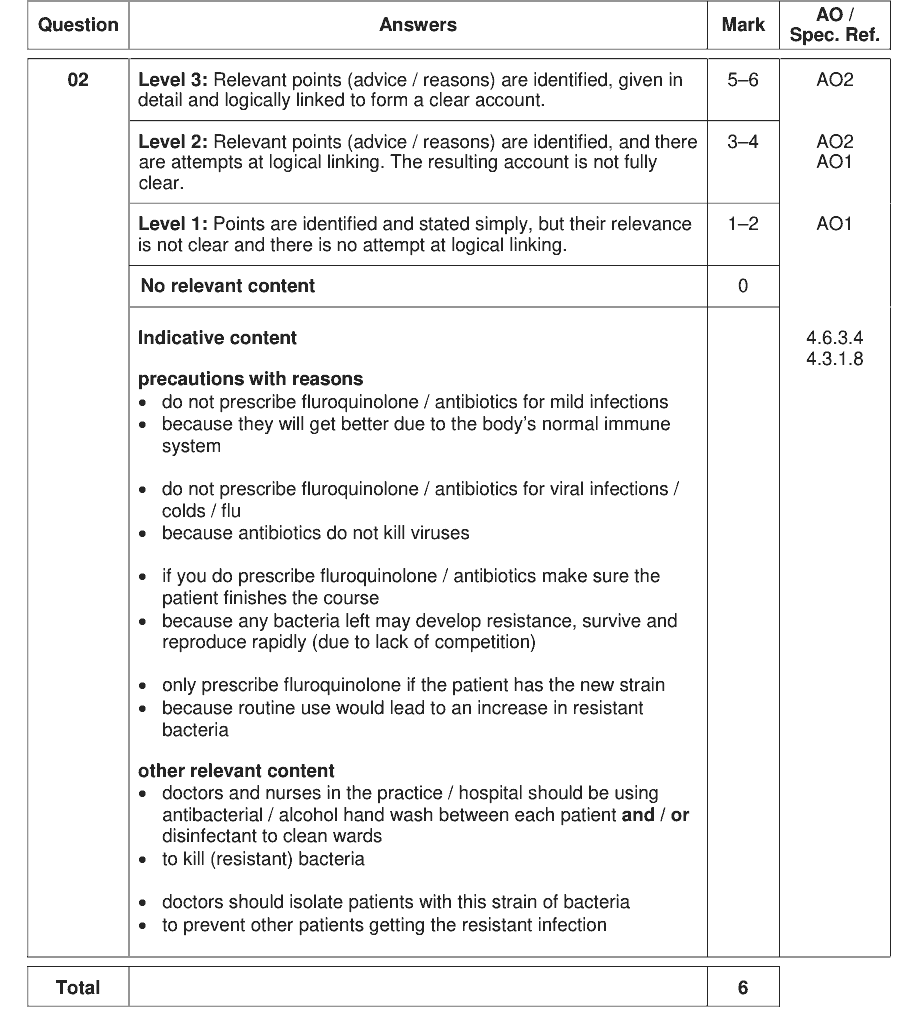 Question Answers Mark AO /
Spec. Ref.
02 Level 3: Relevant points (advice / reasons) are identified, given in 5–6 AO2
detail and logically linked to form a clear account.
Level 2: Relevant points (advice / reasons) are identified, and there 3–4 AO2
are attempts at logical linking. The resulting account is not fully AO1
clear.
Level 1: Points are identified and stated simply, but their relevance 1–2 AO1
is not clear and there is no attempt at logical linking.
No relevant content 0
Indicative content 4.6.3.4
4.3.1.8
precautions with reasons
• do not prescribe fluroquinolone / antibiotics for mild infections
• because they will get better due to the body's normal immune
system
• do not prescribe fluroquinolone / antibiotics for viral infections /
colds / flu
• because antibiotics do not kill viruses
• if you do prescribe fluroquinolone / antibiotics make sure the
patient finishes the course
• because any bacteria left may develop resistance, survive and
reproduce rapidly (due to lack of competition)
• only prescribe fluroquinolone if the patient has the new strain
• because routine use would lead to an increase in resistant
bacteria
other relevant content
• doctors and nurses in the practice / hospital should be using
antibacterial / alcohol hand wash between each patient and / or
disinfectant to clean wards
• to kill (resistant) bacteria
• doctors should isolate patients with this strain of bacteria
• to prevent other patients getting the resistant infection
Total 6